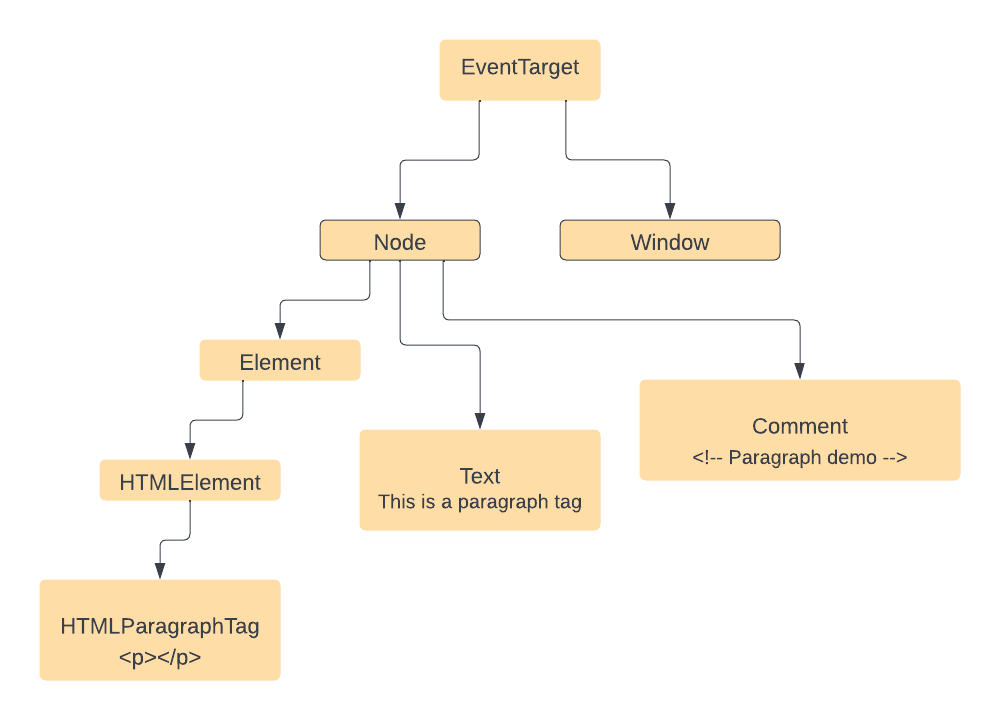 EventTarget
Node
Window
Element
Comment
<!-- Paragraph demo -->
HTMLElement
Text
This is a paragraph tag
HTMLParagraphTag
<p></p>